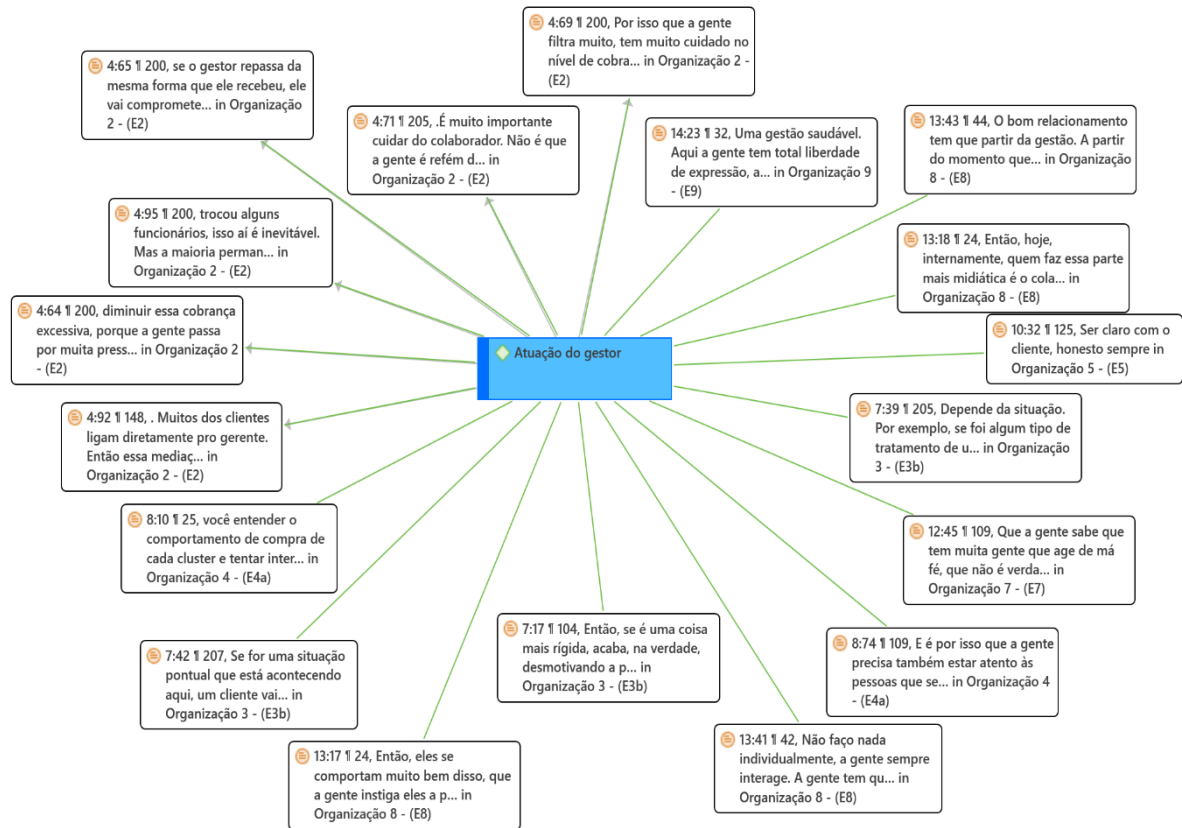 4:69 ¶ 200, Por isso que a gente
filtra muito, tem muito cuidado no
nível de cobra... in Organização 2 -
(E2)
4:65 ¶ 200, se o gestor repassa da
mesma forma que ele recebeu, ele
vai compromete... in Organização
2 - (E2)
4:71 ¶ 205, .É muito importante
cuidar do colaborador. Não é que
a gente é refém d... in
Organização 2 - (E2)
14:23 ¶ 32, Uma gestão saudável.
Aqui a gente tem total liberdade
de expressão, a... in Organização 9
- (E9)
13:43 ¶ 44, O bom relacionamento
tem que partir da gestão. A partir
do momento que... in Organização
8 - (E8)
4:95 ¶ 200, trocou alguns
funcionários, isso aí é inevitável.
Mas a maioria perman... in
Organização 2 - (E2)
13:18 ¶ 24, Então, hoje,
internamente, quem faz essa parte
mais midiática é o cola... in
Organização 8 - (E8)
4:64 ¶ 200, diminuir essa cobrança
excessiva, porque a gente passa
por muita press... in Organização 2
- (E2)
10:32 ¶ 125, Ser claro com o
cliente, honesto sempre in
Organização 5 - (E5)
Atuação do gestor
4:92 ¶ 148, . Muitos dos clientes
ligam diretamente pro gerente.
Então essa mediaç... in
Organização 2 - (E2)
7:39 ¶ 205, Depende da situação.
Por exemplo, se foi algum tipo de
tratamento de u... in Organização
3 - (E3b)
8:10 ¶ 25, você entender o
comportamento de compra de
cada cluster e tentar inter... in
Organização 4 - (E4a)
12:45 ¶ 109, Que a gente sabe que
tem muita gente que age de má
fé, que não é verda... in
Organização 7 - (E7)
7:42 ¶ 207, Se for uma situação
pontual que está acontecendo
aqui, um cliente vai... in
Organização 3 - (E3b)
7:17 ¶ 104, Então, se é uma coisa
mais rígida, acaba, na verdade,
desmotivando a p... in
Organização 3 - (E3b)
8:74 ¶ 109, E é por isso que a gente
precisa também estar atento às
pessoas que se... in Organização 4
- (E4a)
13:17 ¶ 24, Então, eles se
comportam muito bem disso, que
a gente instiga eles a p... in
Organização 8 - (E8)
13:41 ¶ 42, Não faço nada
individualmente, a gente sempre
interage. A gente tem qu... in
Organização 8 - (E8)